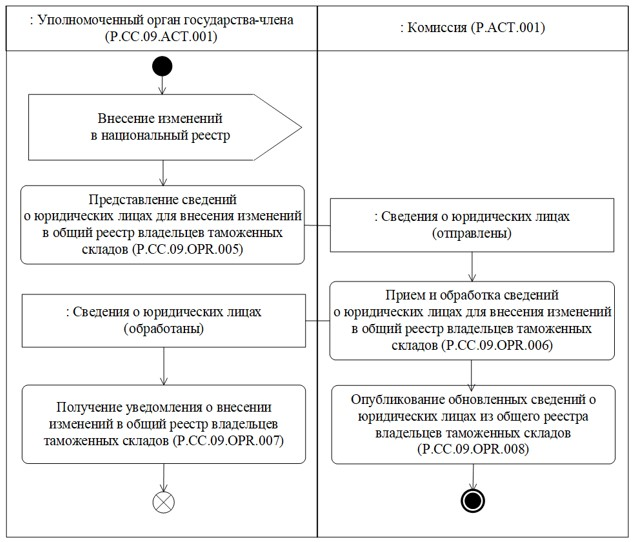 : Уполномоченный орган государства-члена
(P.CC.09.ACT.001)
: Комиссия (P.ACT.001)
Внесение изменений
в национальный реестр
Представление сведений
о юридических лицах для внесения изменений
в общий реестр владельцев таможенных
складов (P.CC.09.OPR.005)
: Сведения о юридических лицах
(отправлены)
: Сведения о юридических лицах
(обработаны)
Прием и обработка сведений
о юридических лицах для внесения изменений
в общий реестр владельцев таможенных
складов (P.CC.09.OPR.006)
Получение уведомления о внесении
изменений в общий реестр владельцев
таможенных складов (P.CC.09.OPR.007)
Опубликование обновленных сведений о
юридических лицах из общего реестра
владельцев таможенных складов
(P.CC.09.OPR.008)